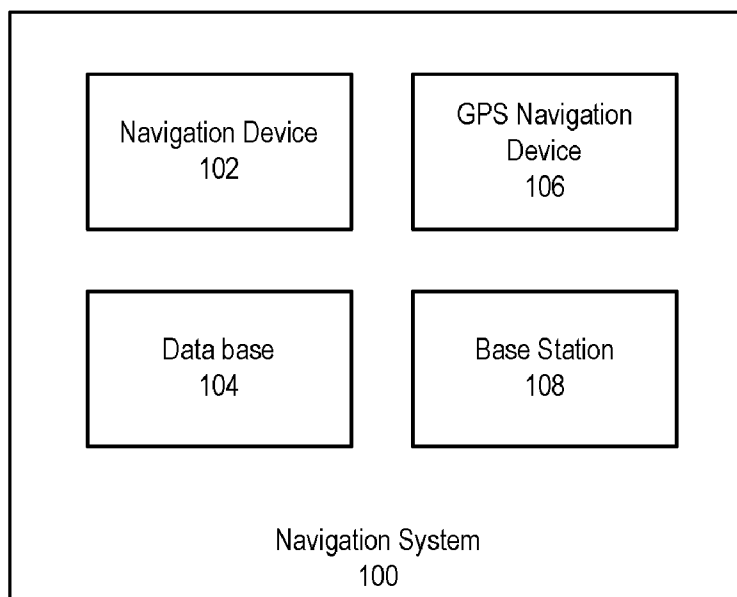 Navigation Device
102
GPS Navigation
Device
106
Data base
104
Base Station
108
Navigation System
100